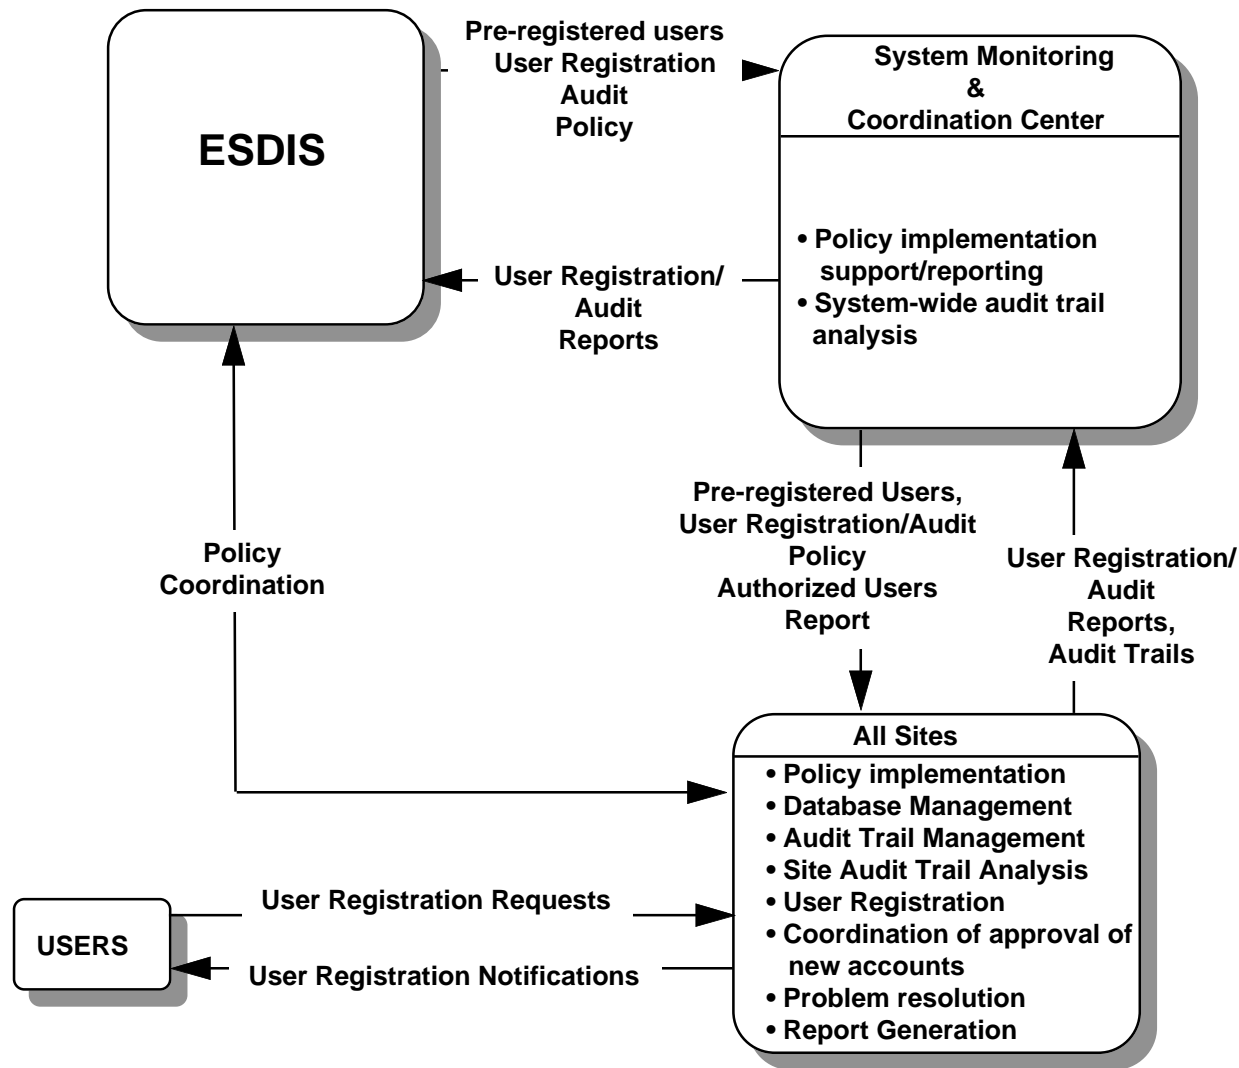 ESDIS
Pre-registered users
User Registration
Audit
Policy
System Monitoring
&
Coordination Center
• Policy implementation
support/reporting
• System-wide audit trail
analysis
User Registration/
Audit
Reports
Policy
Coordination
Pre-registered Users,
User Registration/Audit
Policy
Authorized Users
Report
User Registration/
Audit
Reports,
Audit Trails
All Sites
• Policy implementation
• Database Management
• Audit Trail Management
• Site Audit Trail Analysis
• User Registration
• Coordination of approval of
new accounts
• Problem resolution
• Report Generation
User Registration Requests
USERS
User Registration Notifications